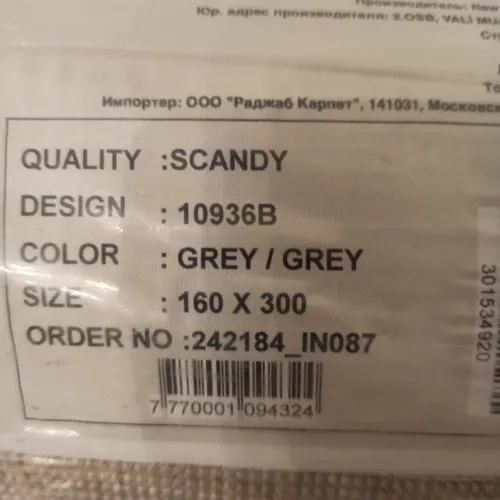 Производитель: New
Юр. адрес производителя: 2.OSB, VALİ
Импортер: ООО "Раджаб Карпет", 141031, Московск
QUALITY :SCANDY
DESIGN : 10936B
COLOR : GREY / GREY
SIZE : 160 X 300
ORDER NO :242184_IN087
7 770001 094324
301534920